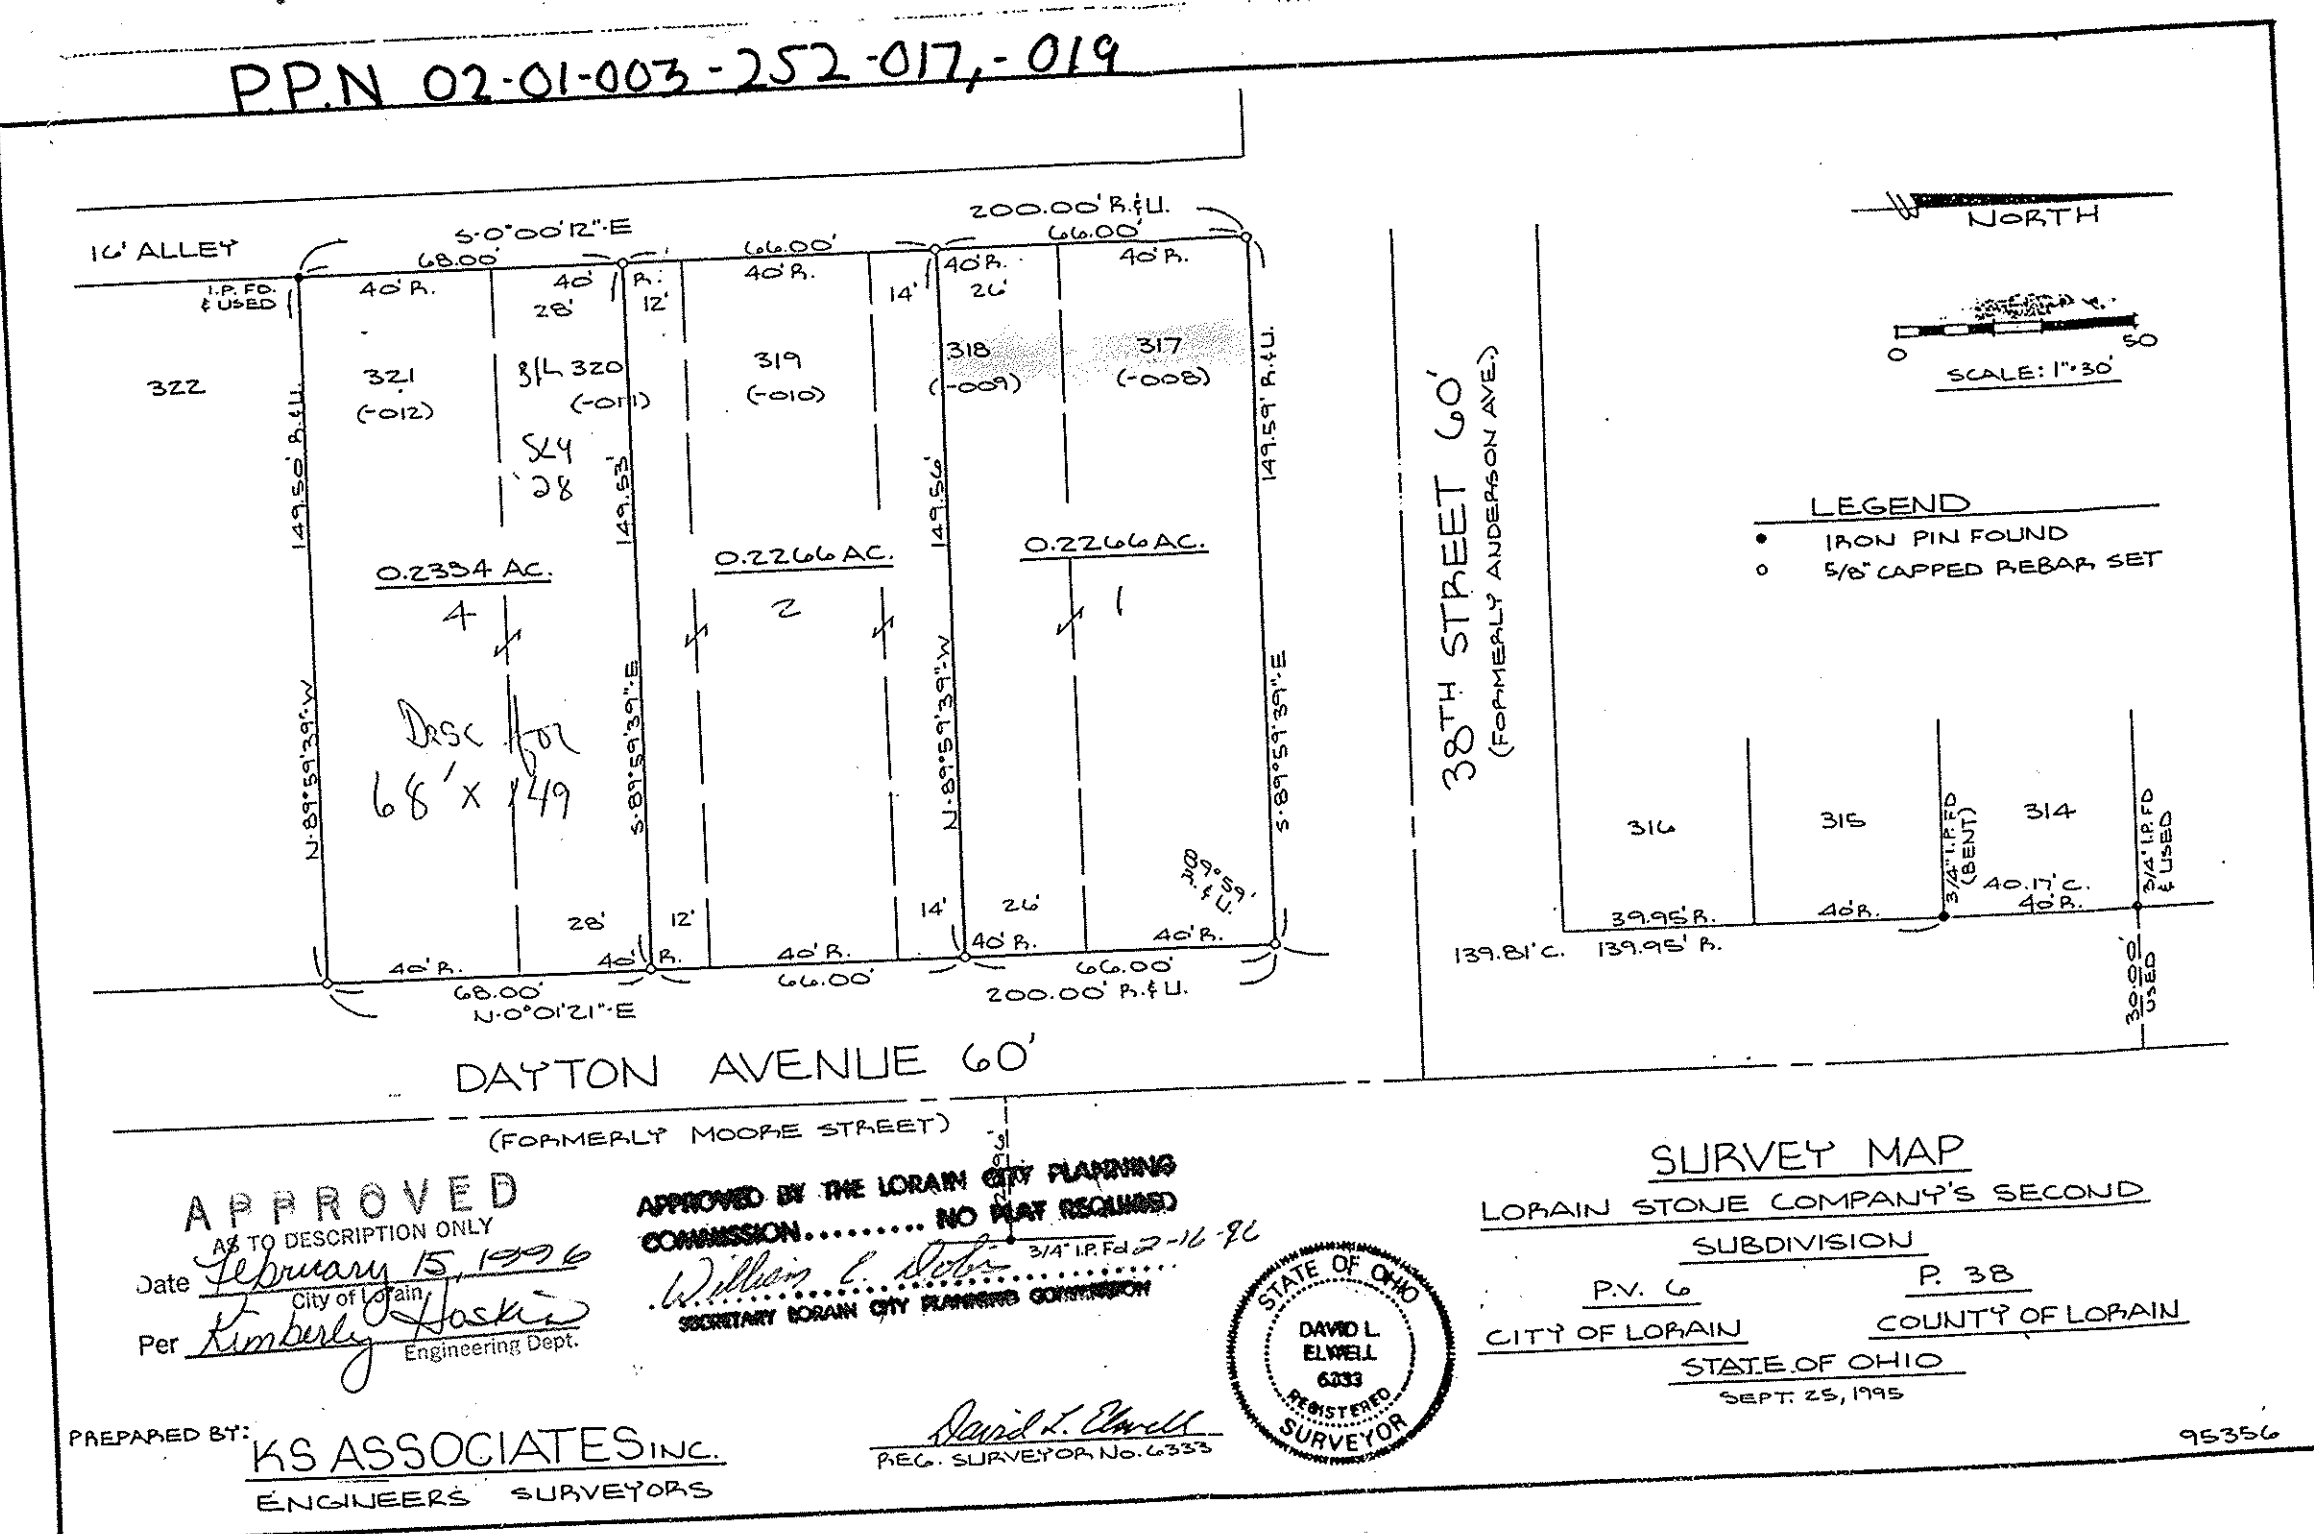 P.P.N 02-01-003-252-017,-019
200.00' R.&U.
S·0°00'12"·E
16' ALLEY
68.00' 66.00' 66.00'
I.P. FD.
& USED
40'R. 40' R. 40'R. 40'R. 40'R.
28' 12' 14' 26'
322 321 S/L 320 319 318 317
(-012) (-011) (-010) (-009) (-008)
SLY
28
149.50' R.&U.
149.53'
149.56'
149.59' R.&U.
0.2334 AC. 0.2266 AC. 0.2266 AC.
4 2 1
Desc for
68' x 149
N·89°59'39"·W
S·89°59'39"·E
N·89°59'39"·W
S·89°59'39"·E
89°59'
R.&U.
28' 12' 14' 26'
40'R. 40' R. 40'R. 40'R. 40'R.
68.00' 66.00' 66.00'
N·0°01'21"·E
200.00' R.&U.
DAYTON AVENUE 60'
(FORMERLY MOORE STREET)
38TH STREET 60'
(FORMERLY ANDERSON AVE.)
NORTH
0 50
SCALE: 1"=30'
LEGEND
IRON PIN FOUND
5/8" CAPPED REBAR SET
316 315 314
3/4" I.P. FD
(BENT)
3/4" I.P. FD
& USED
40.17' C.
39.95'R. 40'R. 40'R.
139.81'C. 139.95' R.
30.00'
USED
APPROVED
AS TO DESCRIPTION ONLY
Date February 15, 1996
City of Lorain
Per Kimberly Hoskin
Engineering Dept.
APPROVED BY THE LORAIN CITY PLANNING
COMMISSION.......... NO PLAT REQUIRED
3/4" I.P. Fd 2-16-96
William E.
SECRETARY LORAIN CITY PLANNING COMMISSION
STATE OF OHIO
DAVID L.
ELWELL
6333
REGISTERED
SURVEYOR
David L. Elwell
REG. SURVEYOR No. 6333
SURVEY MAP
LORAIN STONE COMPANY'S SECOND
SUBDIVISION
P.V. 6 P. 38
CITY OF LORAIN COUNTY OF LORAIN
STATE OF OHIO
SEPT. 25, 1995
PREPARED BY:
KS ASSOCIATES INC.
ENGINEERS SURVEYORS
95356